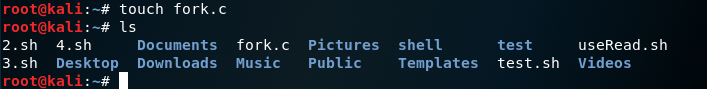 root@kali:~# touch fork.c
root@kali:~# ls
2.sh 4.sh Documents fork.c Pictures shell test useRead.sh
3.sh Desktop Downloads Music Public Templates test.sh Videos
root@kali:~#